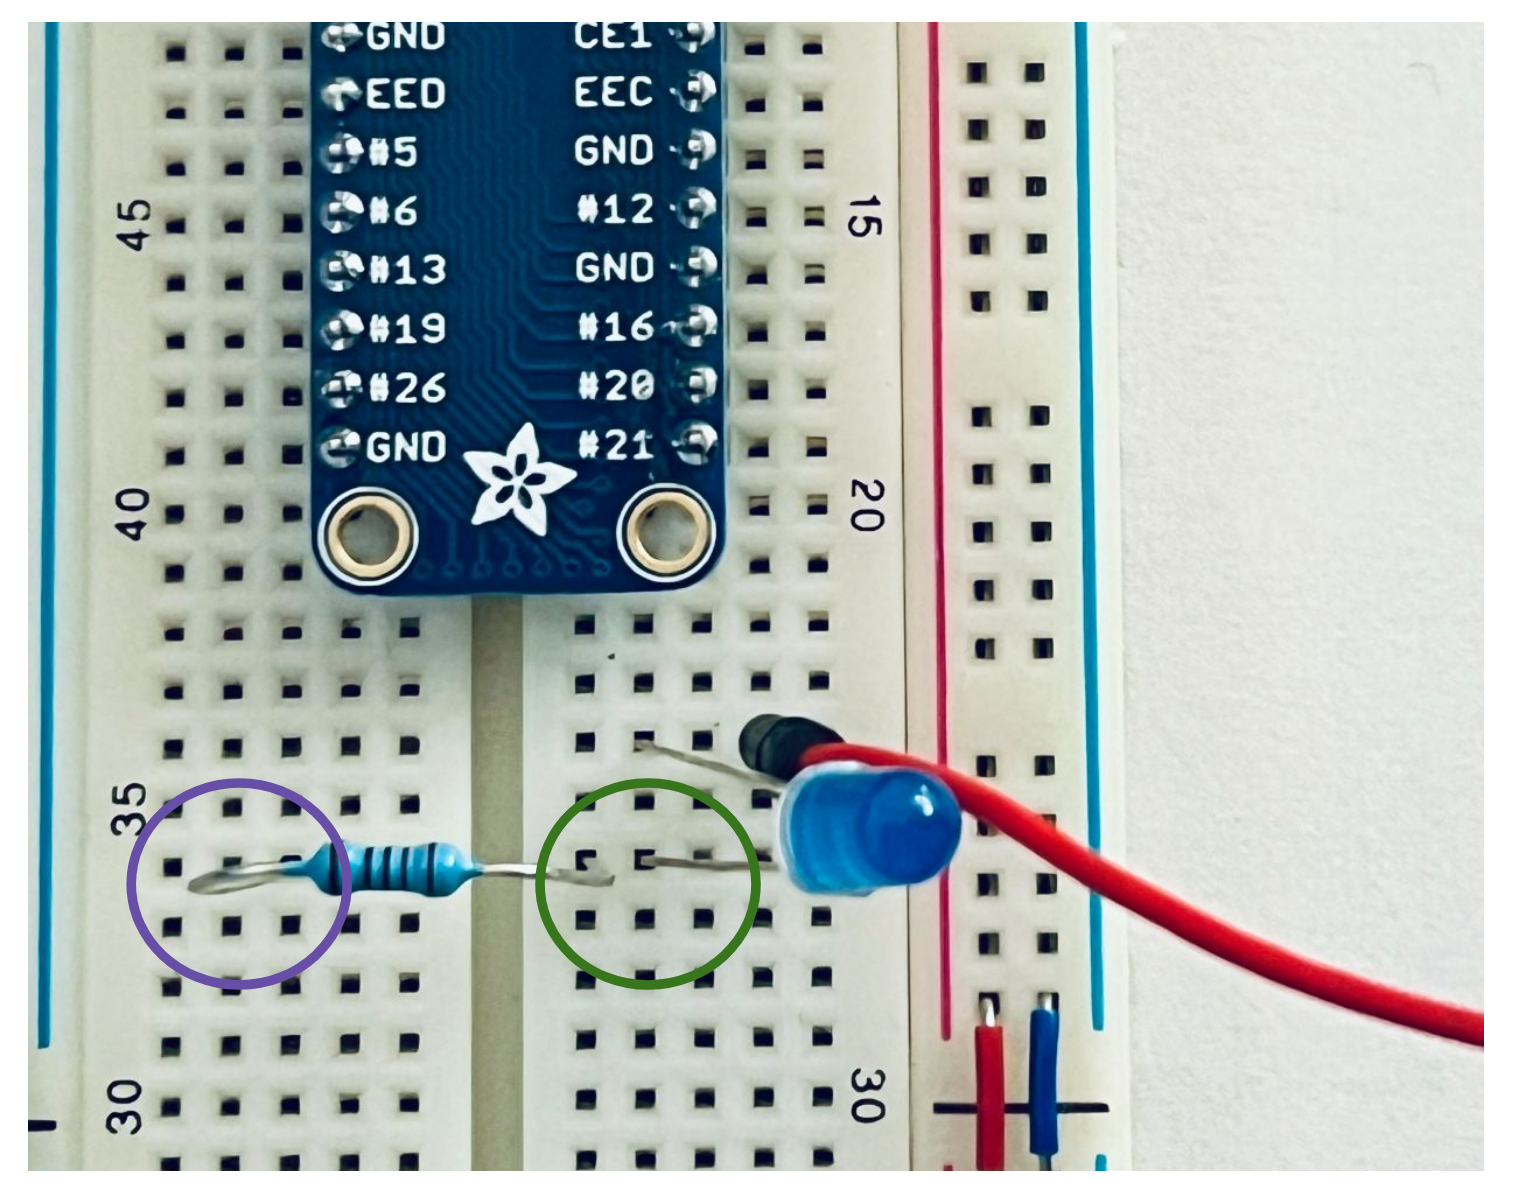 GND CE1
EED EEC
#5 GND
#6 #12
#13 GND
#19 #16
#26 #20
GND #21
45 15
40 20
35
30 30